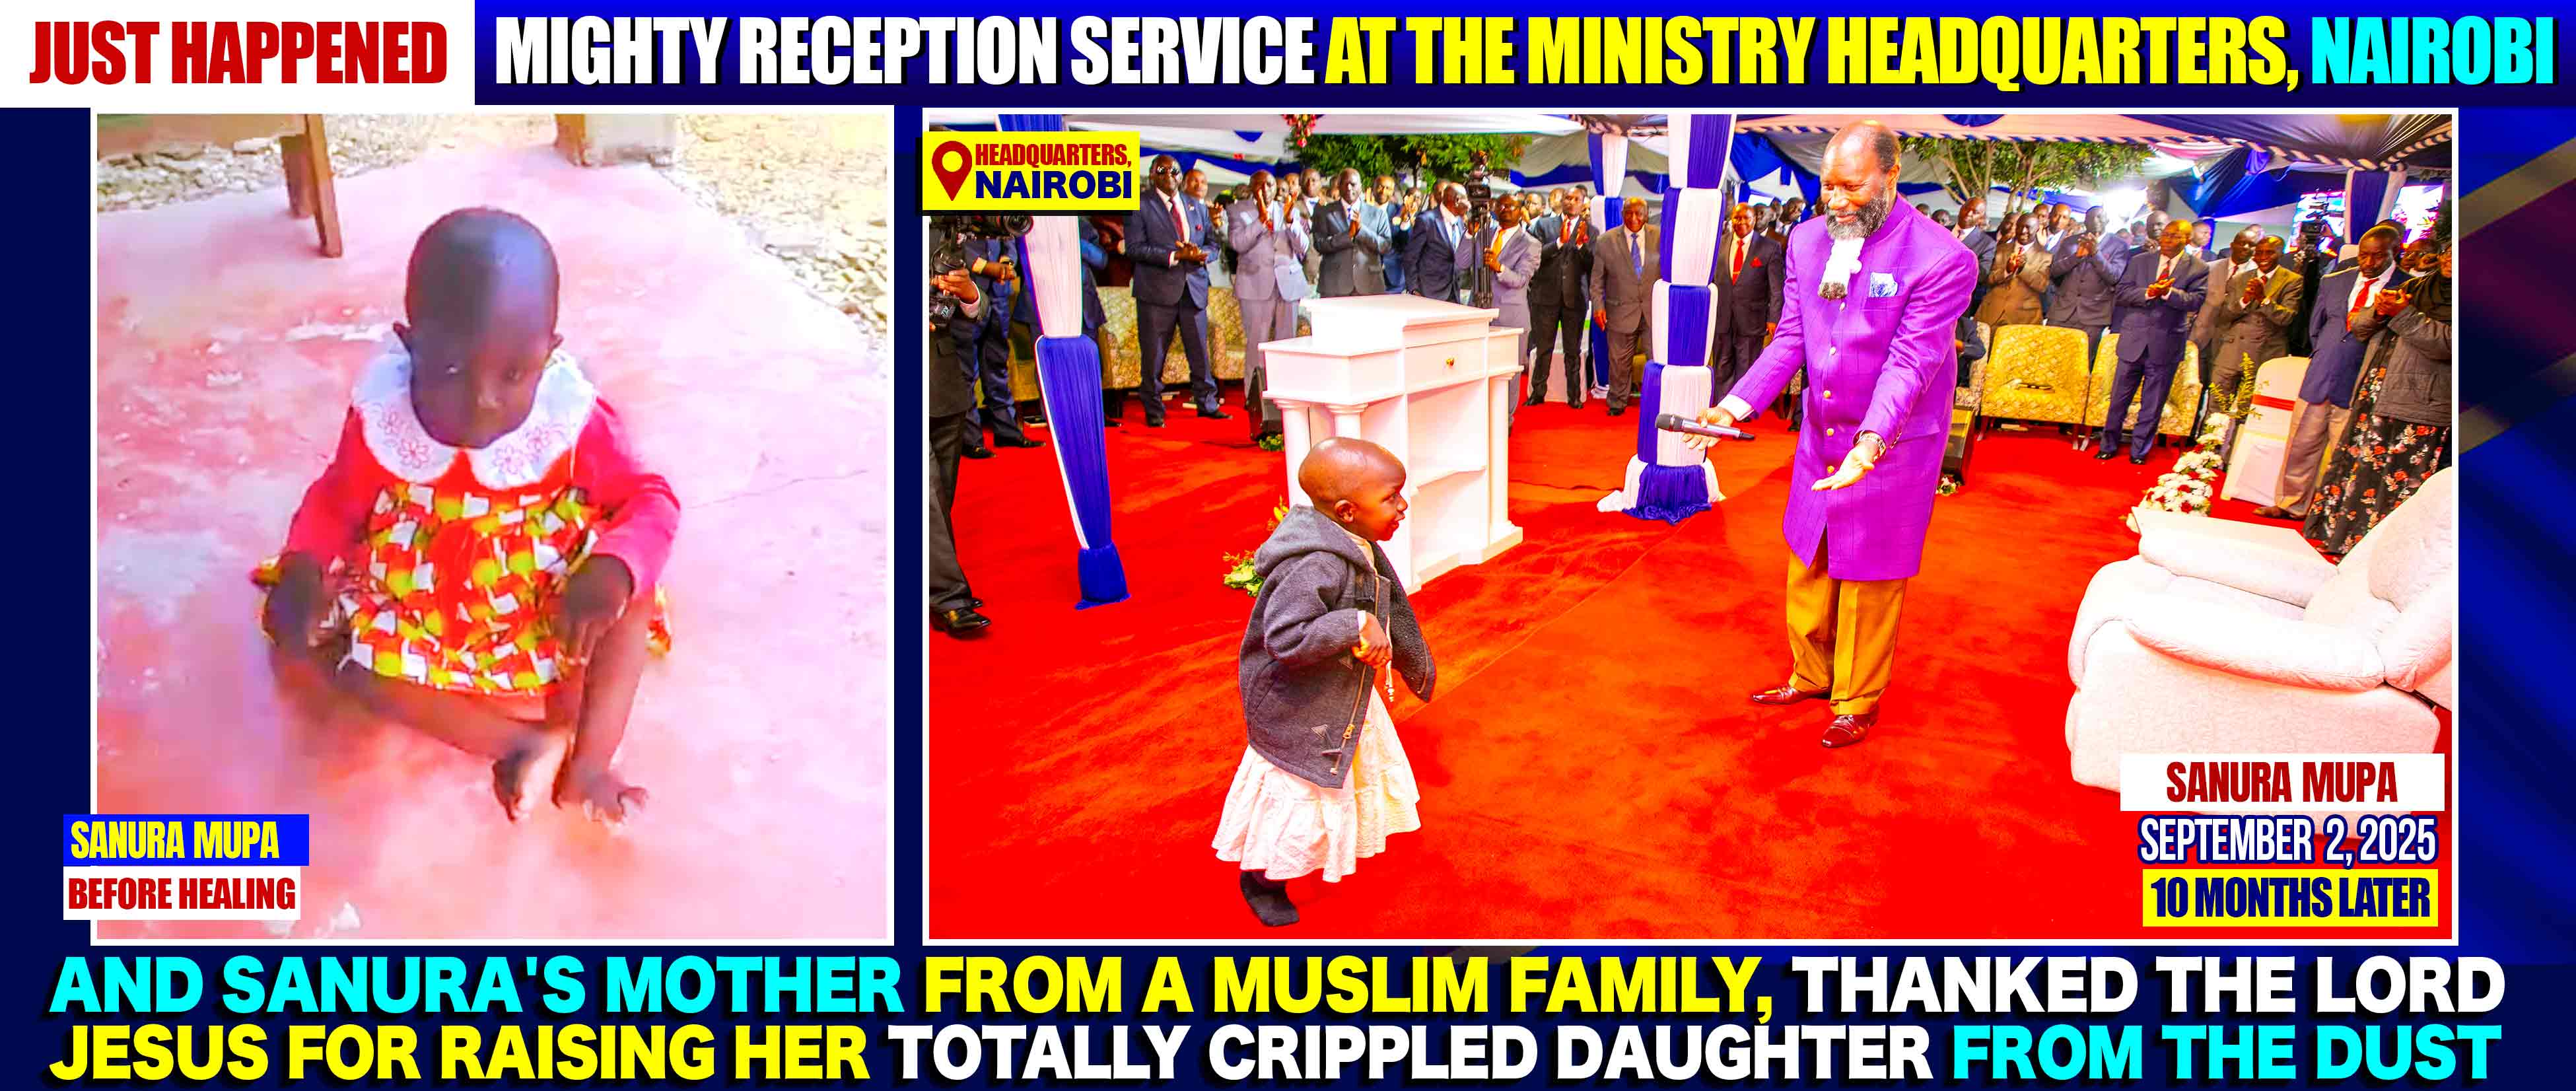 JUST HAPPENED
MIGHTY RECEPTION SERVICE AT THE MINISTRY HEADQUARTERS, NAIROBI
HEADQUARTERS,
NAIROBI
SANURA MUPA
BEFORE HEALING
SANURA MUPA
SEPTEMBER 2, 2025
10 MONTHS LATER
AND SANURA'S MOTHER FROM A MUSLIM FAMILY, THANKED THE LORD
JESUS FOR RAISING HER TOTALLY CRIPPLED DAUGHTER FROM THE DUST